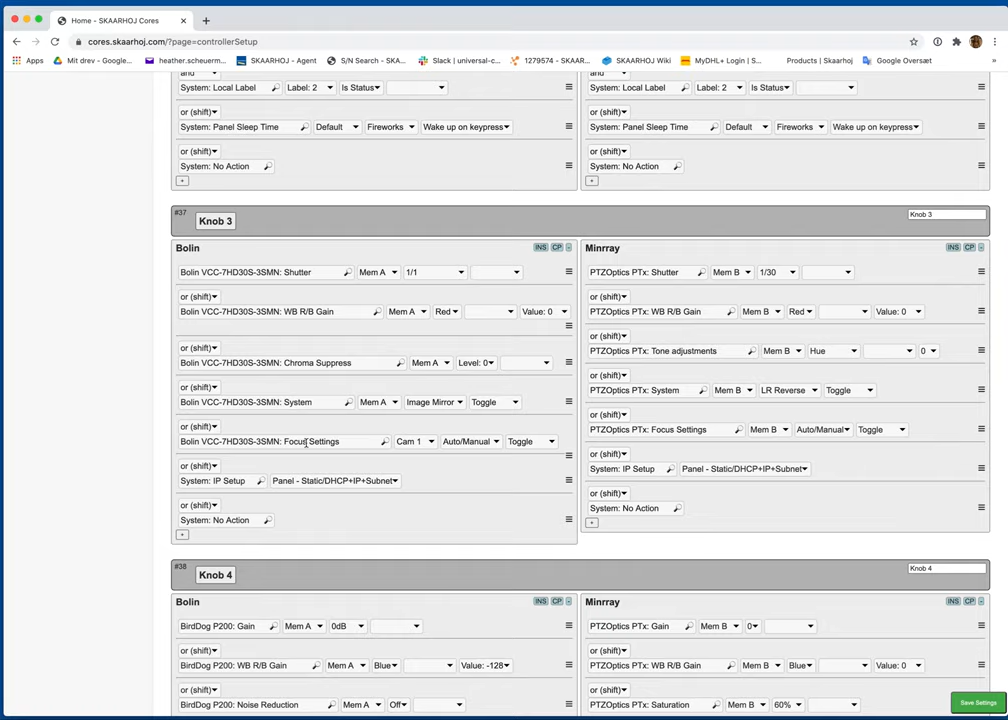 Home - SKAARHOJ Cores
cores.skaarhoj.com/?page=controllerSetup
Apps Mit drev - Google... heather.scheuerm... SKAARHOJ - Agent S/N Search - SKA... Slack | universal-c... 1279574 - SKAAR... SKAARHOJ Wiki MyDHL+ Login | S... Products | Skaarhoj Google Oversæt
and and
System: Local Label Label: 2 Is Status System: Local Label Label: 2 Is Status
or (shift) or (shift)
System: Panel Sleep Time Default Fireworks Wake up on keypress System: Panel Sleep Time Default Fireworks Wake up on keypress
or (shift) or (shift)
System: No Action System: No Action
+ +
#37 Knob 3 Knob 3
Bolin INS CP -
Bolin VCC-7HD30S-3SMN: Shutter Mem A 1/1
or (shift)
Bolin VCC-7HD30S-3SMN: WB R/B Gain Mem A Red Value: 0
or (shift)
Bolin VCC-7HD30S-3SMN: Chroma Suppress Mem A Level: 0
or (shift)
Bolin VCC-7HD30S-3SMN: System Mem A Image Mirror Toggle
or (shift)
Bolin VCC-7HD30S-3SMN: Focus Settings Cam 1 Auto/Manual Toggle
or (shift)
System: IP Setup Panel - Static/DHCP+IP+Subnet
or (shift)
System: No Action
+
Minrray INS CP -
PTZOptics PTx: Shutter Mem B 1/30
or (shift)
PTZOptics PTx: WB R/B Gain Mem B Red Value: 0
or (shift)
PTZOptics PTx: Tone adjustments Mem B Hue 0
or (shift)
PTZOptics PTx: System Mem B LR Reverse Toggle
or (shift)
PTZOptics PTx: Focus Settings Mem B Auto/Manual Toggle
or (shift)
System: IP Setup Panel - Static/DHCP+IP+Subnet
or (shift)
System: No Action
+
#38 Knob 4 Knob 4
Bolin INS CP -
BirdDog P200: Gain Mem A 0dB
or (shift)
BirdDog P200: WB R/B Gain Mem A Blue Value: -128
or (shift)
BirdDog P200: Noise Reduction Mem A Off
Minrray INS CP -
PTZOptics PTx: Gain Mem B 0
or (shift)
PTZOptics PTx: WB R/B Gain Mem B Blue Value: 0
or (shift)
PTZOptics PTx: Saturation Mem B 60%
Save Settings